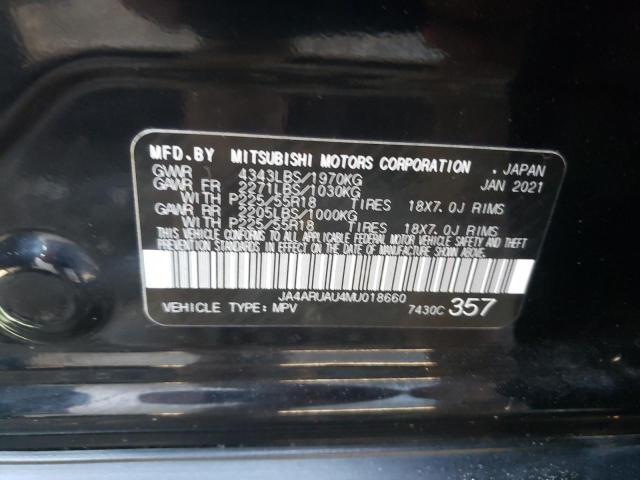 MFD.BY MITSUBISHI MOTORS CORPORATION . JAPAN
GVWR 4343LBS/1970KG JAN 2021
GAWR FR 2271LBS/1030KG
WITH P225/55R18 TIRES 18X7.0J RIMS
GAWR RR 2205LBS/1000KG
WITH P225/55R18 TIRES 18X7.0J RIMS
THIS VEHICLE CONFORMS TO ALL APPLICABLE FEDERAL MOTOR VEHICLE SAFETY AND THEFT
PREVENTION STANDARDS IN EFFECT ON THE DATE OF MANUFACTURE SHOWN ABOVE.
JA4ARUAU4MU018660
VEHICLE TYPE: MPV 7430C 357